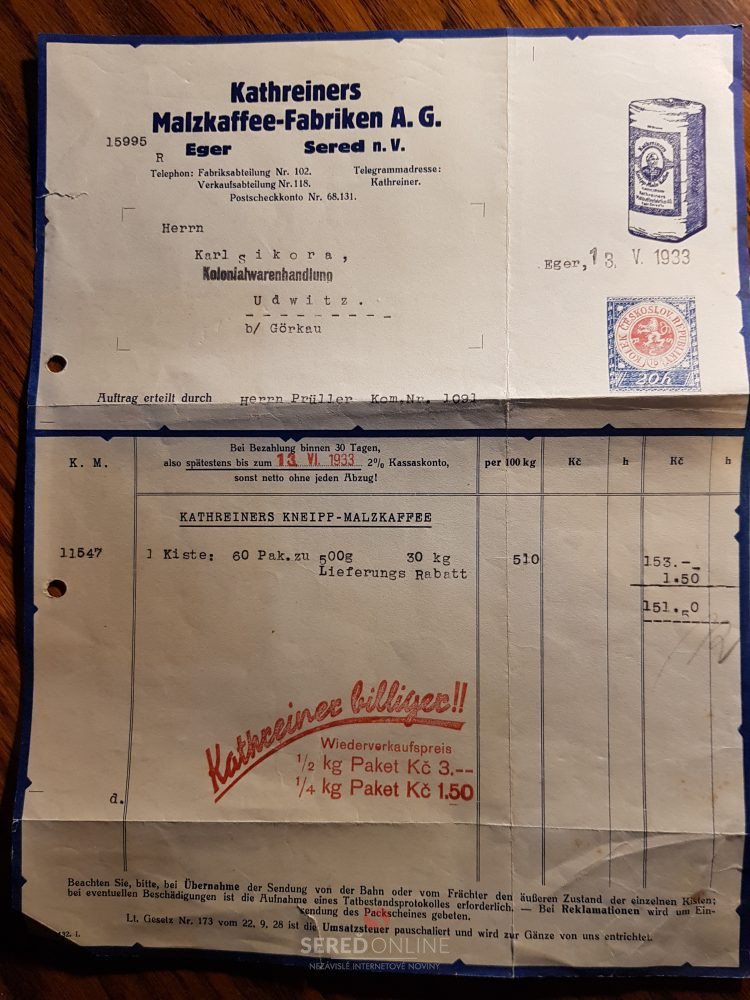 Kathreiners
Malzkaffee-Fabriken A. G.
15995
R
Eger Sered n. V.
Telephon: Fabriksabteilung Nr. 102. Telegrammadresse:
Verkaufsabteilung Nr. 118. Kathreiner.
Postscheckkonto Nr. 68,131.
Kathreiners
Herrn
Karl Sikora,
Kolonialwarenhandlung
Udwitz.
b/ Görkau
Eger, 13. V. 1933
KOLEK ČESKOSLOV. REPUBLIKY
20h
Auftrag erteilt durch Herrn Prüller Kom.Nr. 1091
K. M.
Bei Bezahlung binnen 30 Tagen,
also spätestens bis zum 13. VI. 1933 2% Kassaskonto,
sonst netto ohne jeden Abzug!
per 100 kg Kč h Kč h
KATHREINERS KNEIPP-MALZKAFFEE
11547 1 Kiste: 60 Pak.zu 500g 30 kg 510 153.--
Lieferungs Rabatt 1.50
151.50
Kathreiner billiger!!
Wiederverkaufspreis
1/2 kg Paket Kč 3.--
1/4 kg Paket Kč 1.50
d.
Beachten Sie, bitte, bei Übernahme der Sendung von der Bahn oder vom Frächter den äußeren Zustand der einzelnen Kisten;
bei eventuellen Beschädigungen ist die Aufnahme eines Tatbestandsprotokolles erforderlich. — Bei Reklamationen wird um Ein-
sendung des Packscheines gebeten.
Lt. Gesetz Nr. 173 vom 22. 9. 28 ist die Umsatzsteuer pauschaliert und wird zur Gänze von uns entrichtet.
32. I.
SEREDONLINE
NEZÁVISLÉ INTERNETOVÉ NOVINY